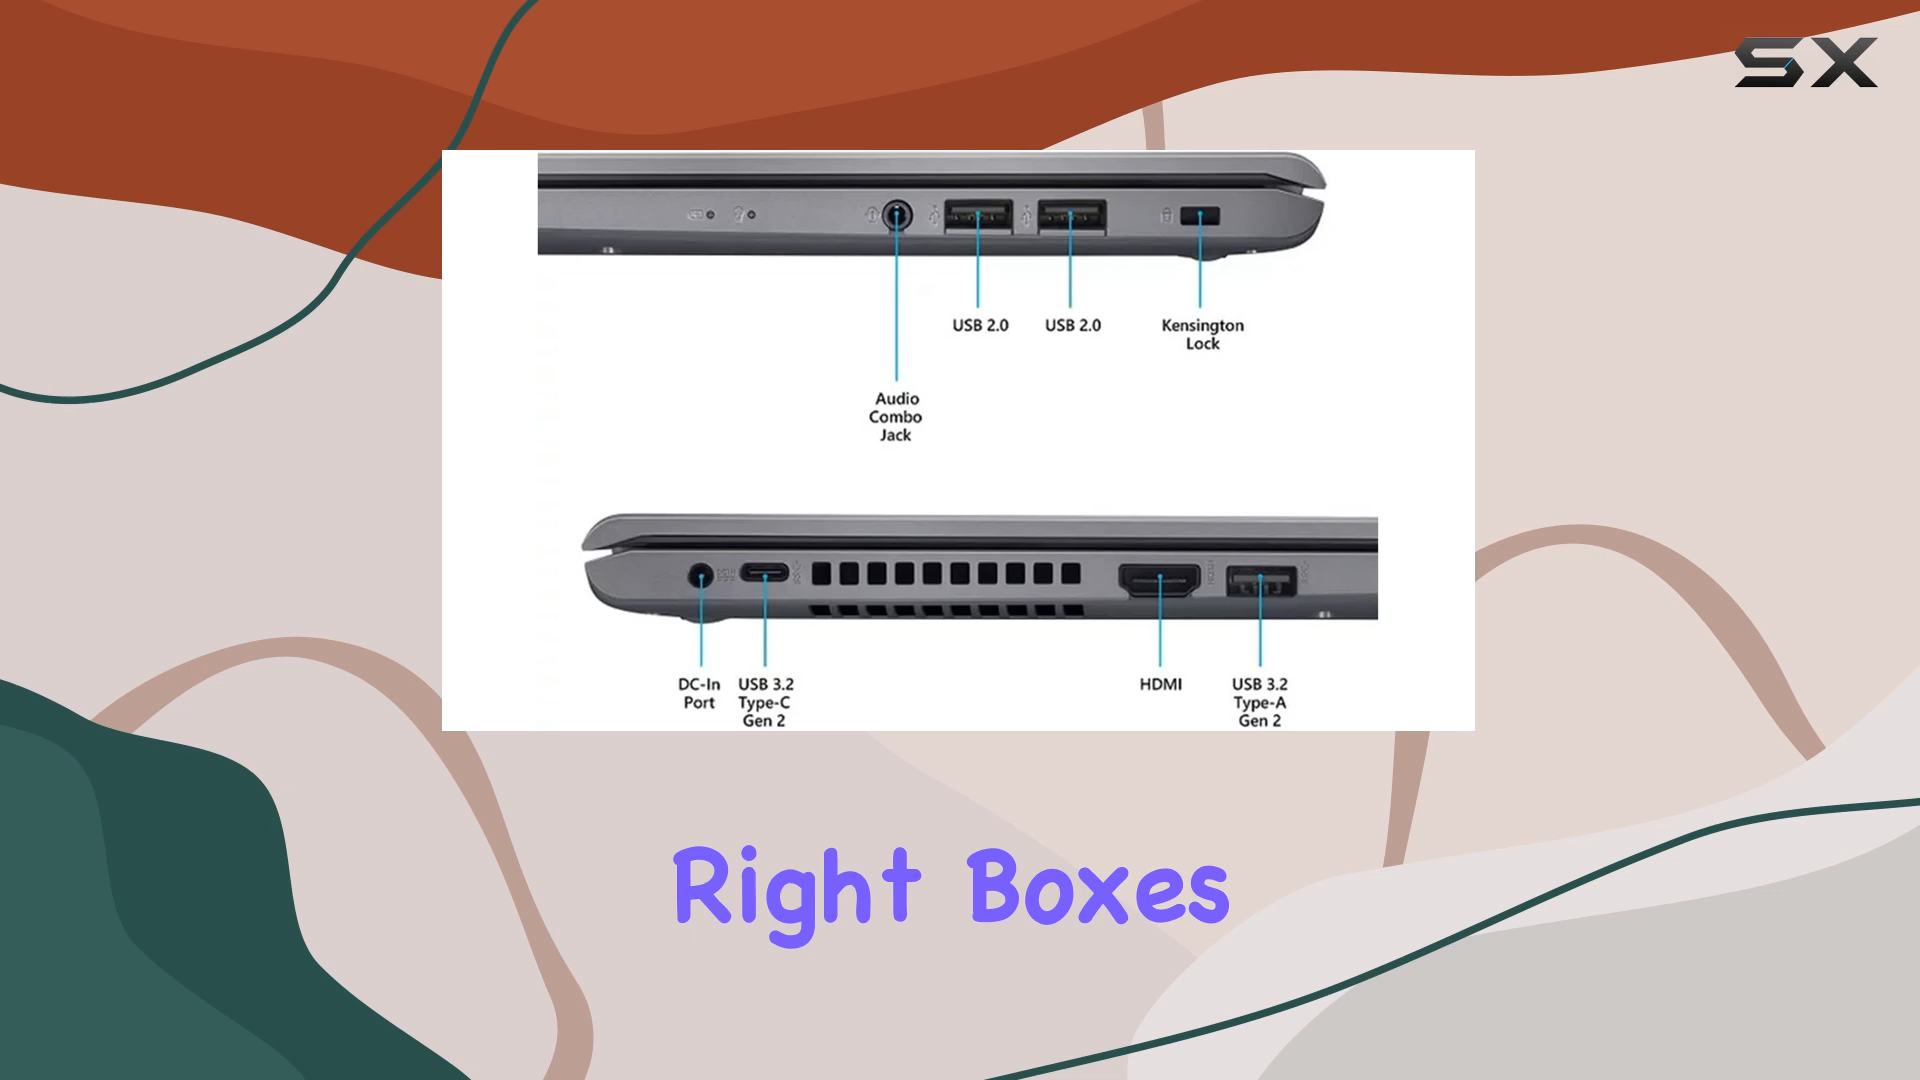 SX
USB 2.0 USB 2.0 Kensington
Lock
Audio
Combo
Jack
DC-In
Port
USB 3.2
Type-C
Gen 2
HDMI
USB 3.2
Type-A
Gen 2
Right Boxes